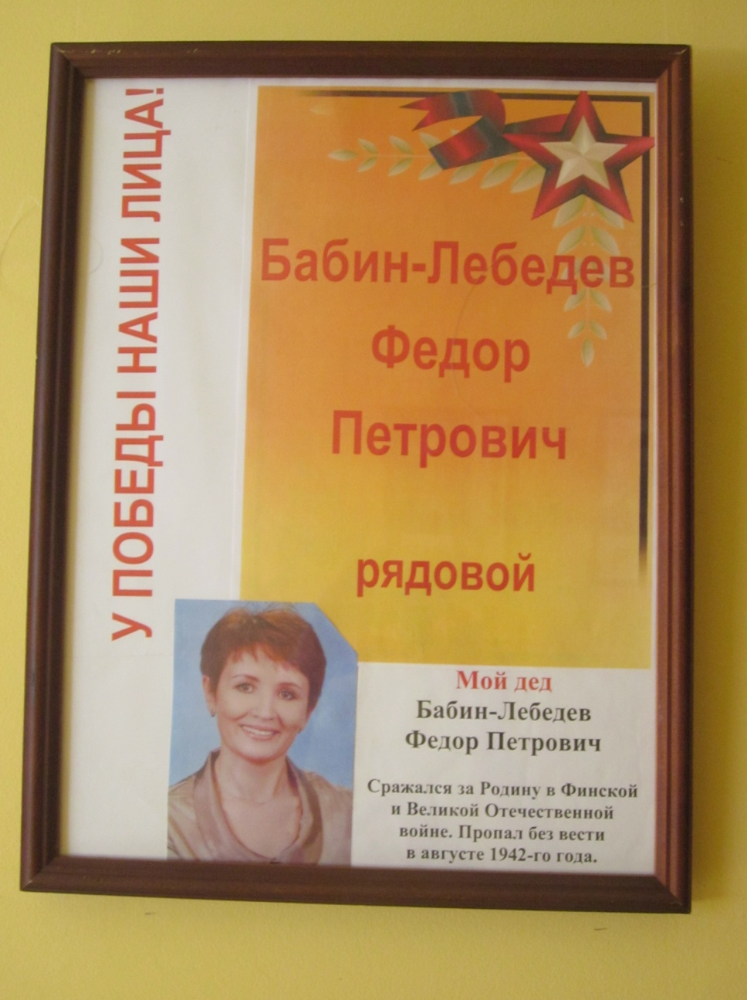 У ПОБЕДЫ НАШИ ЛИЦА!
Бабин-Лебедев
Федор
Петрович
рядовой
Мой дед
Бабин-Лебедев
Федор Петрович
Сражался за Родину в Финской
и Великой Отечественной
войне. Пропал без вести
в августе 1942-го года.